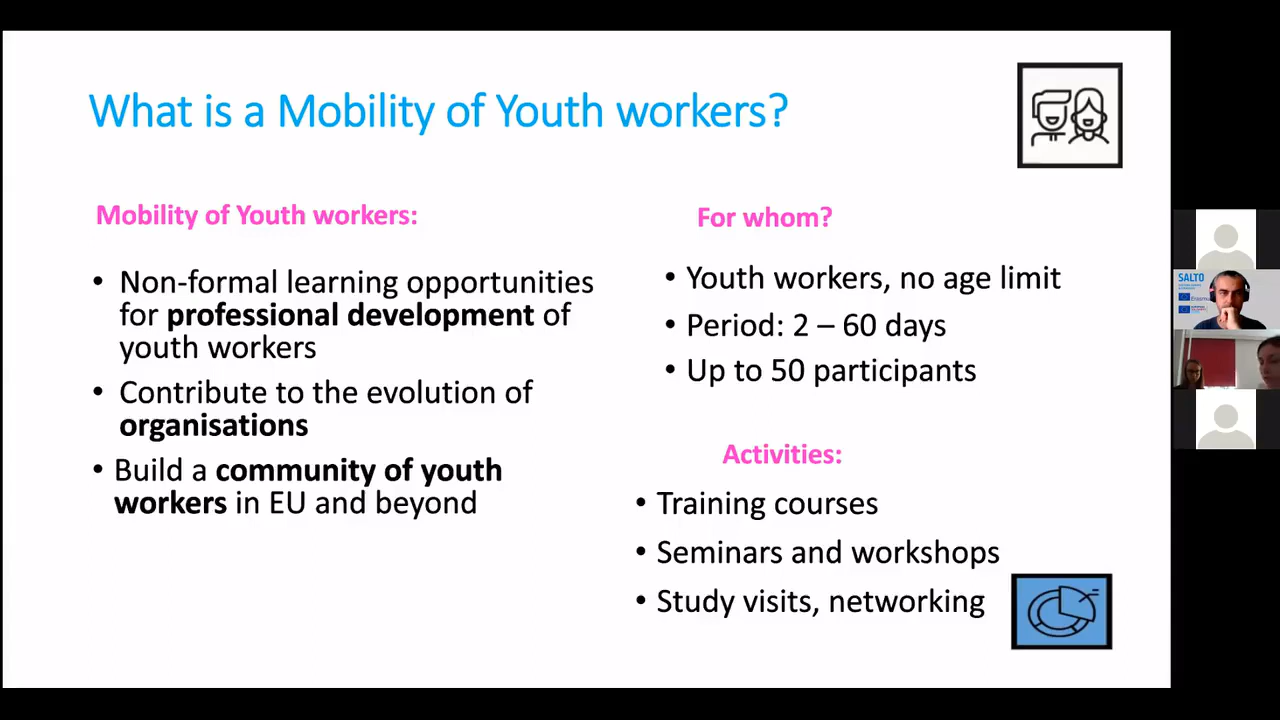 What is a Mobility of Youth workers?
Mobility of Youth workers:
• Non-formal learning opportunities
for professional development of
youth workers
• Contribute to the evolution of
organisations
• Build a community of youth
workers in EU and beyond
For whom?
• Youth workers, no age limit
• Period: 2 – 60 days
• Up to 50 participants
Activities:
• Training courses
• Seminars and workshops
• Study visits, networking
SALTO